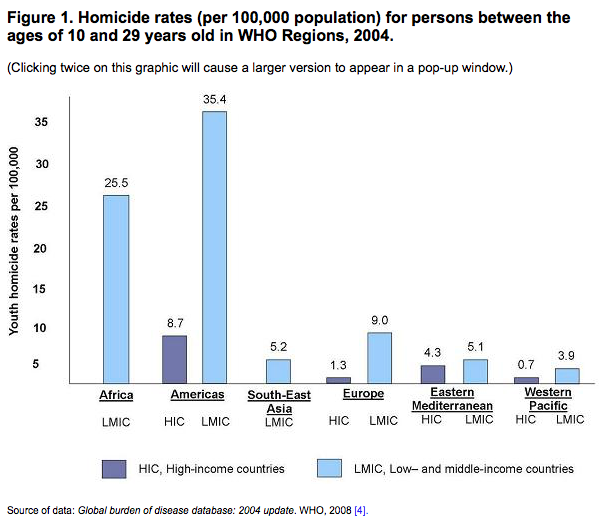 Figure 1. Homicide rates (per 100,000 population) for persons between the
ages of 10 and 29 years old in WHO Regions, 2004.
(Clicking twice on this graphic will cause a larger version to appear in a pop-up window.)
Youth homicide rates per 100,000
35
30
25
20
15
10
5
25.5
8.7
35.4
5.2
1.3
9.0
4.3
5.1
0.7
3.9
Africa
LMIC
Americas
HIC LMIC
South-East
Asia
LMIC
Europe
HIC LMIC
Eastern
Mediterranean
HIC LMIC
Western
Pacific
HIC LMIC
HIC, High-income countries
LMIC, Low– and middle-income countries
Source of data: Global burden of disease database: 2004 update. WHO, 2008 [4].